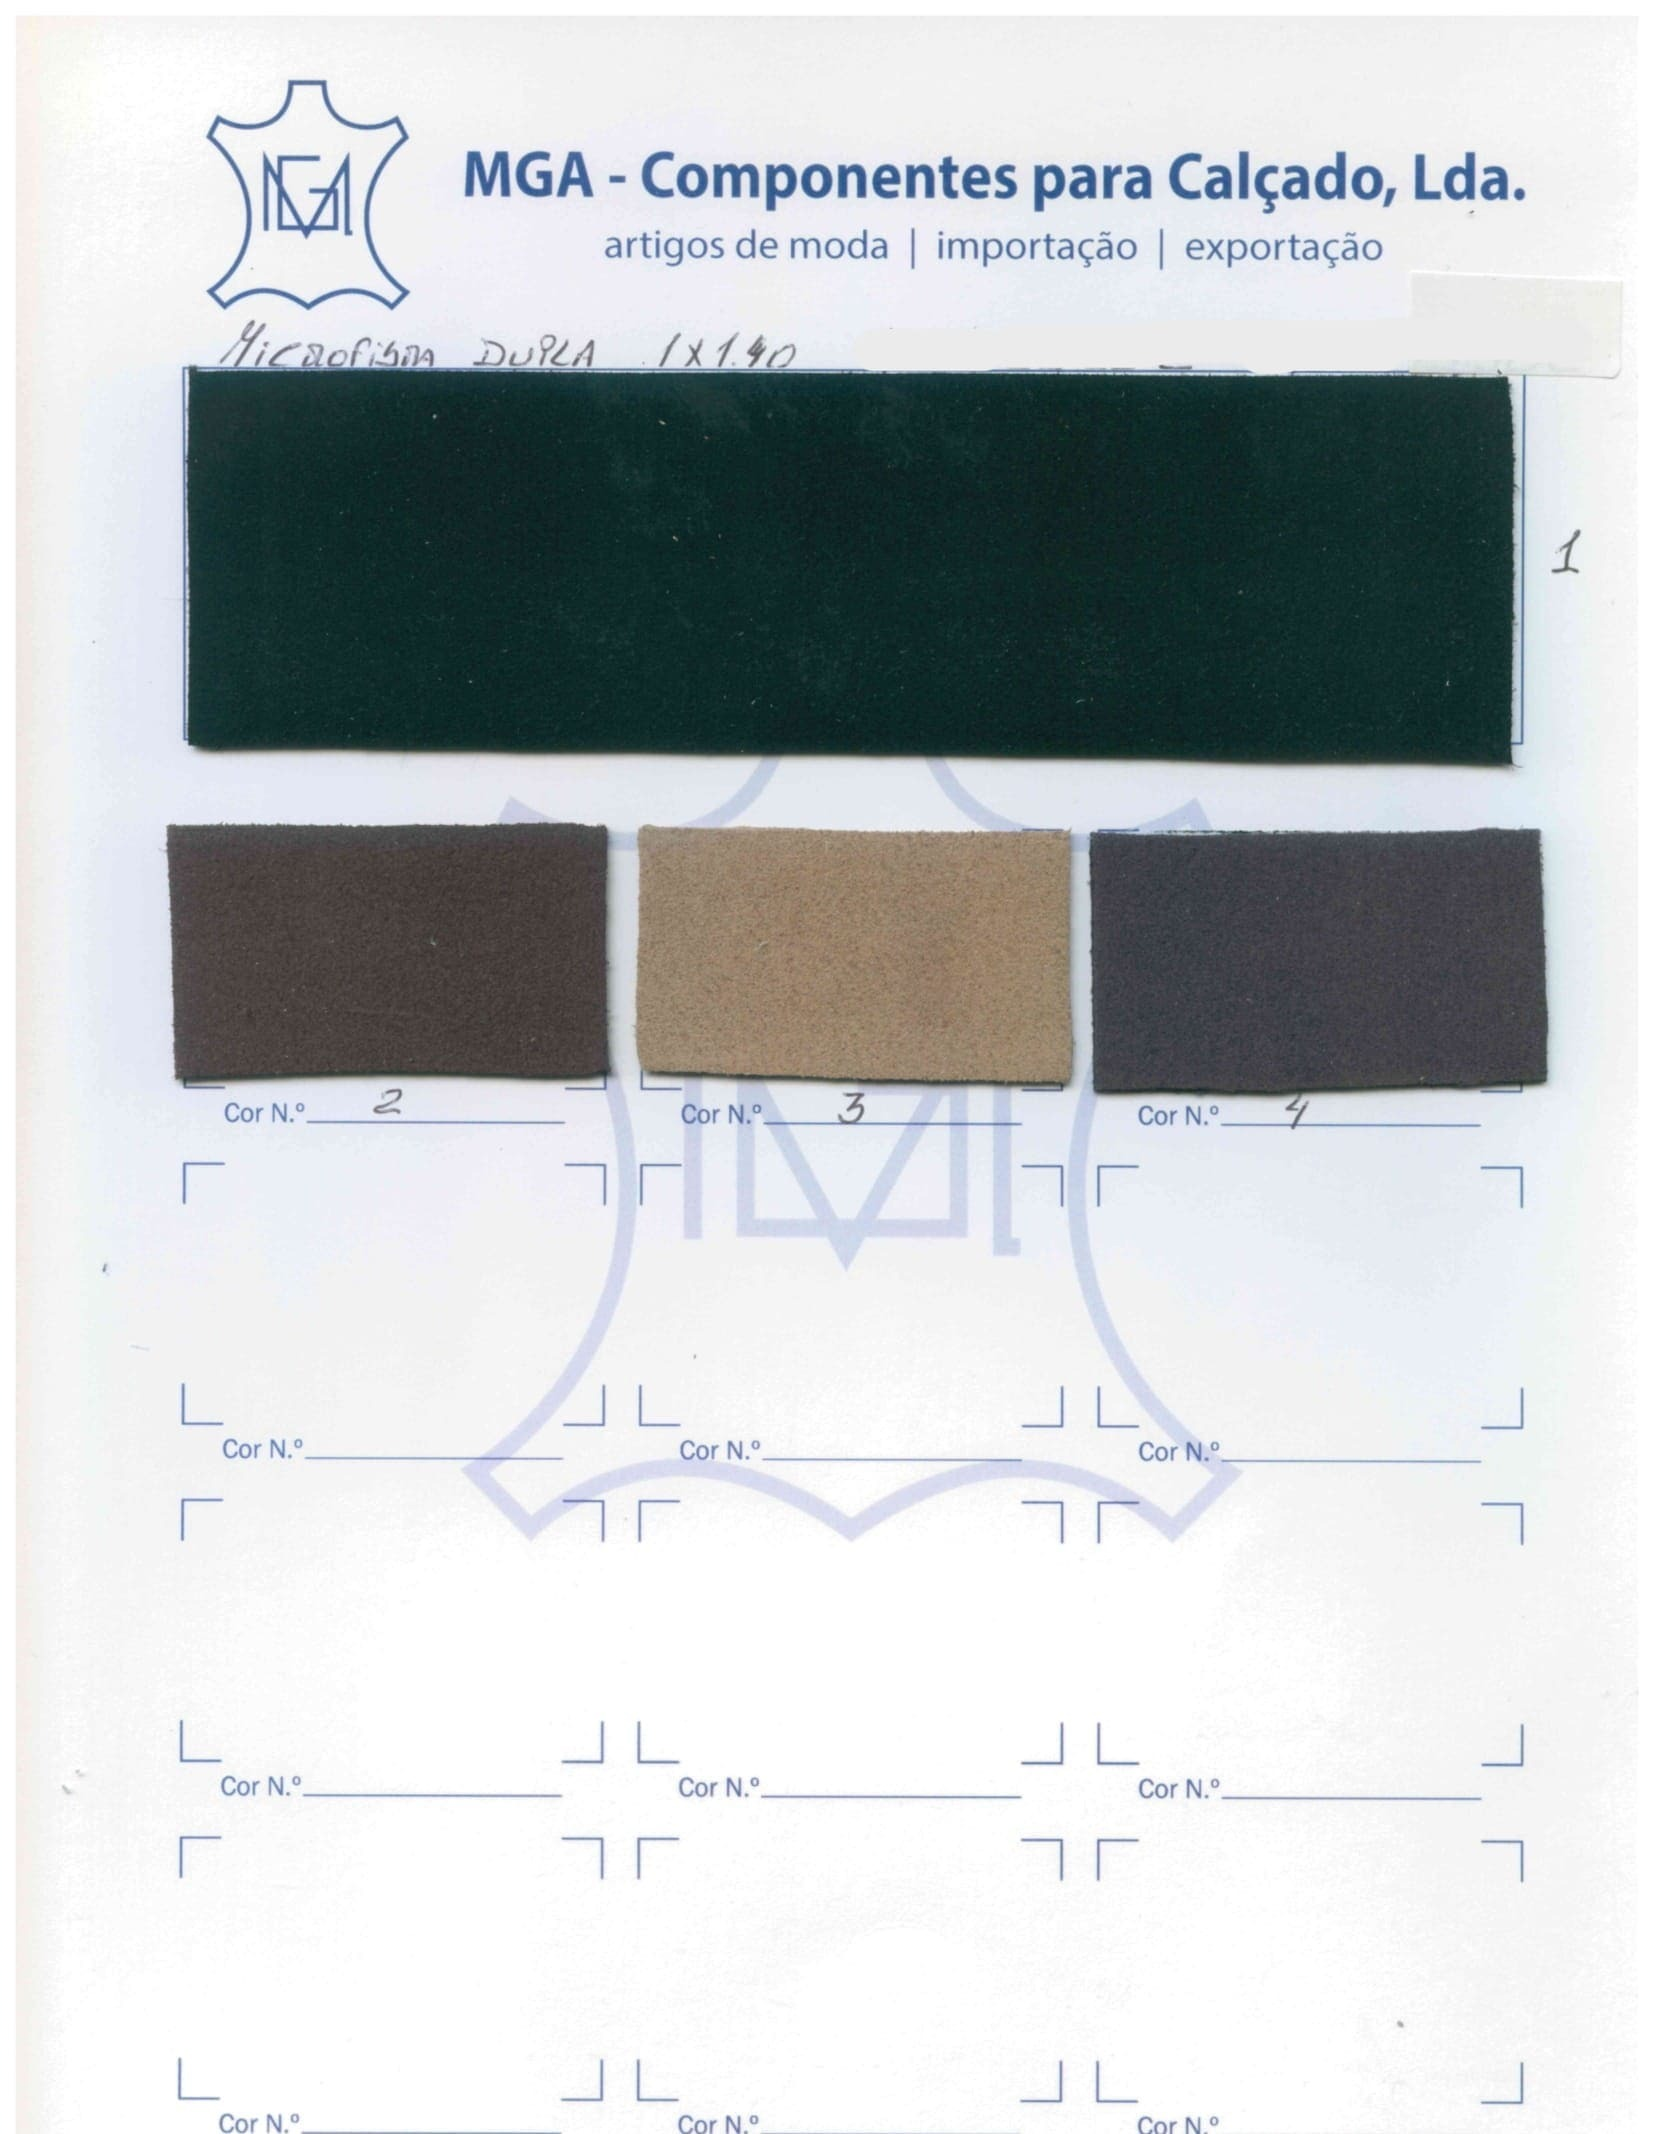 MGA - Componentes para Calçado, Lda.
artigos de moda | importação | exportação
Microfibra DUPLA 1X1.40
1
Cor N.º 2
Cor N.º 3
Cor N.º 4
Cor N.º
Cor N.º
Cor N.º
Cor N.º
Cor N.º
Cor N.º
Cor N.º
Cor N.º
Cor N.º